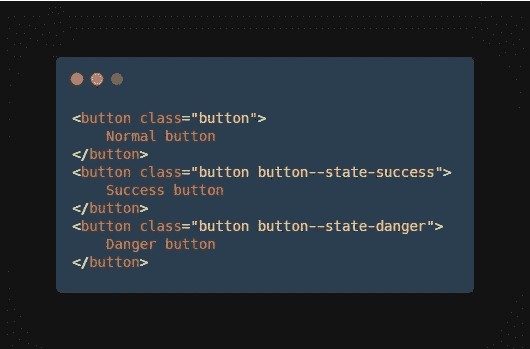 <button class="button">
    Normal button
</button>
<button class="button button--state-success">
    Success button
</button>
<button class="button button--state-danger">
    Danger button
</button>